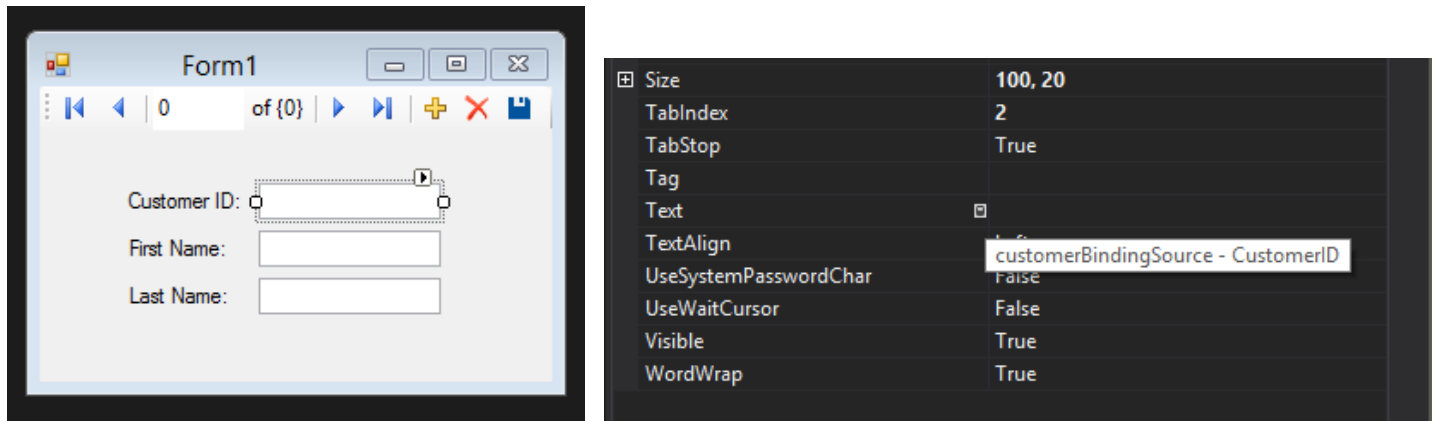 Form1
0 of {0}
Customer ID:
First Name:
Last Name:
Size 100, 20
TabIndex 2
TabStop True
Tag
Text
TextAlign
customerBindingSource - CustomerID
UseSystemPasswordChar False
UseWaitCursor False
Visible True
WordWrap True